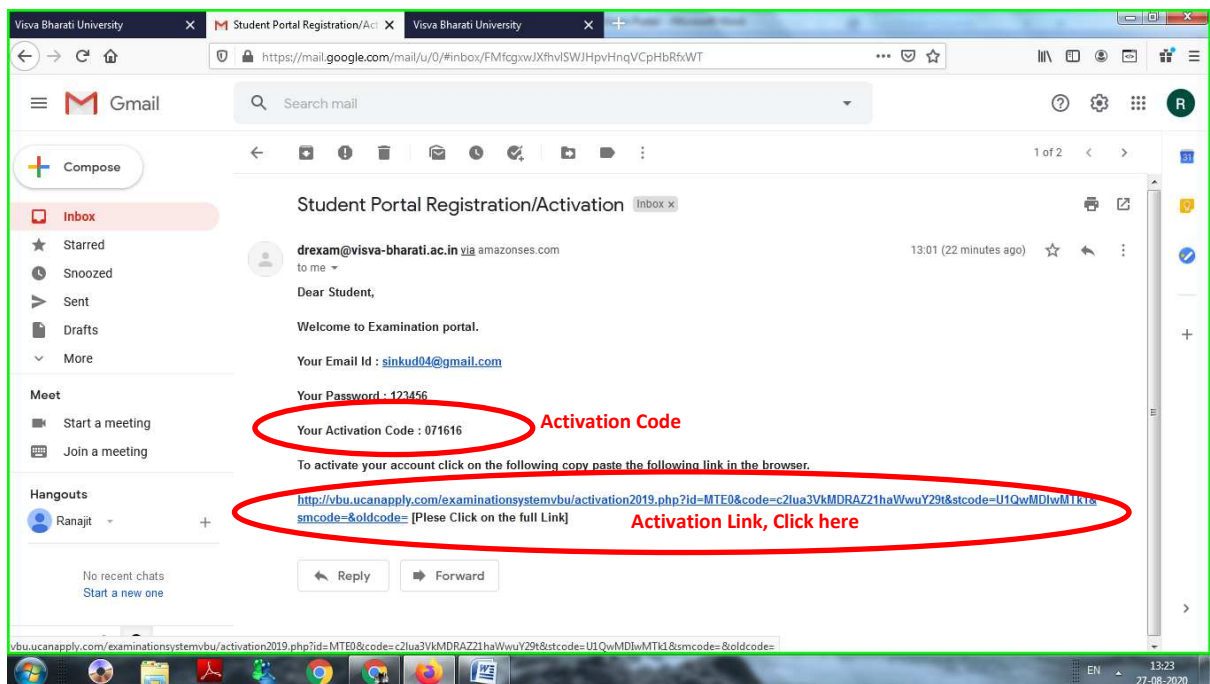 Visva Bharati University
Student Portal Registration/Act
Visva Bharati University
https://mail.google.com/mail/u/0/#inbox/FMfcgxwJXfhvlSWJHpvHnqVCpHbRfxWT
Gmail
Search mail
R
Compose
1 of 2
31
Inbox
Starred
Snoozed
Sent
Drafts
More
Meet
Start a meeting
Join a meeting
Hangouts
Ranajit
No recent chats
Start a new one
Student Portal Registration/Activation Inbox x
drexam@visva-bharati.ac.in via amazonses.com
13:01 (22 minutes ago)
to me
Dear Student,
Welcome to Examination portal.
Your Email Id : sinkud04@gmail.com
Your Password : 123456
Your Activation Code : 071616
Activation Code
To activate your account click on the following copy paste the following link in the browser.
http://vbu.ucanapply.com/examinationsystemvbu/activation2019.php?id=MTE0&code=c2lua3VkMDRAZ21haWwuY29t&stcode=U1QwMDIwMTk1&
smcode=&oldcode= [Plese Click on the full Link]
Activation Link, Click here
Reply
Forward
vbu.ucanapply.com/examinationsystemvbu/activation2019.php?id=MTE0&code=c2lua3VkMDRAZ21haWwuY29t&stcode=U1QwMDIwMTk1&smcode=&oldcode=
EN
13:23
27-08-2020